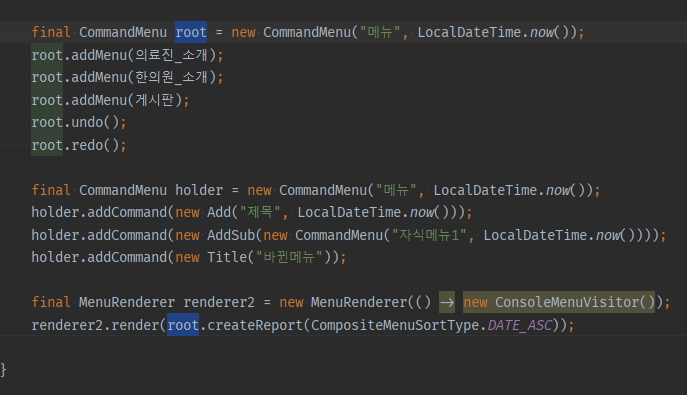 final CommandMenu root = new CommandMenu("메뉴", LocalDateTime.now());
root.addMenu(의료진_소개);
root.addMenu(한의원_소개);
root.addMenu(게시판);
root.undo();
root.redo();
final CommandMenu holder = new CommandMenu("메뉴", LocalDateTime.now());
holder.addCommand(new Add("제목", LocalDateTime.now()));
holder.addCommand(new AddSub(new CommandMenu("자식메뉴1", LocalDateTime.now())));
holder.addCommand(new Title("바뀐메뉴"));
final MenuRenderer renderer2 = new MenuRenderer(() -> new ConsoleMenuVisitor());
renderer2.render(root.createReport(CompositeMenuSortType.DATE_ASC));
}